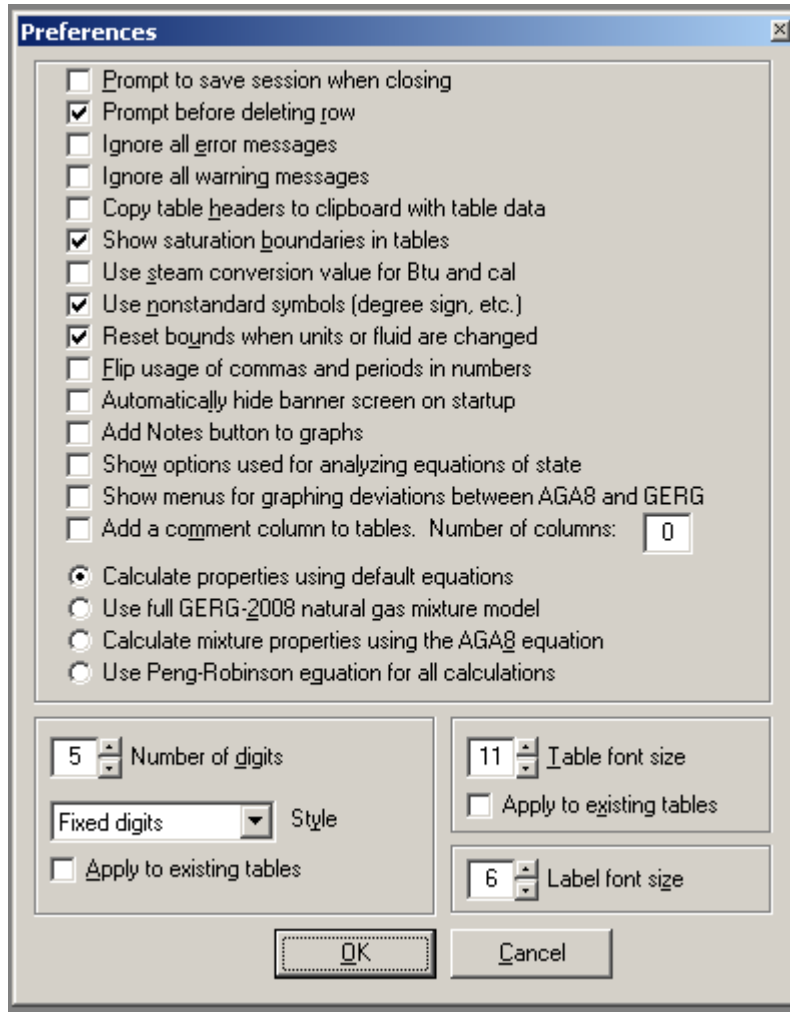 Preferences
Prompt to save session when closing
Prompt before deleting row
Ignore all error messages
Ignore all warning messages
Copy table headers to clipboard with table data
Show saturation boundaries in tables
Use steam conversion value for Btu and cal
Use nonstandard symbols (degree sign, etc.)
Reset bounds when units or fluid are changed
Flip usage of commas and periods in numbers
Automatically hide banner screen on startup
Add Notes button to graphs
Show options used for analyzing equations of state
Show menus for graphing deviations between AGA8 and GERG
Add a comment column to tables. Number of columns: 0
Calculate properties using default equations
Use full GERG-2008 natural gas mixture model
Calculate mixture properties using the AGA8 equation
Use Peng-Robinson equation for all calculations
5 Number of digits
Fixed digits Style
Apply to existing tables
11 Table font size
Apply to existing tables
6 Label font size
OK
Cancel